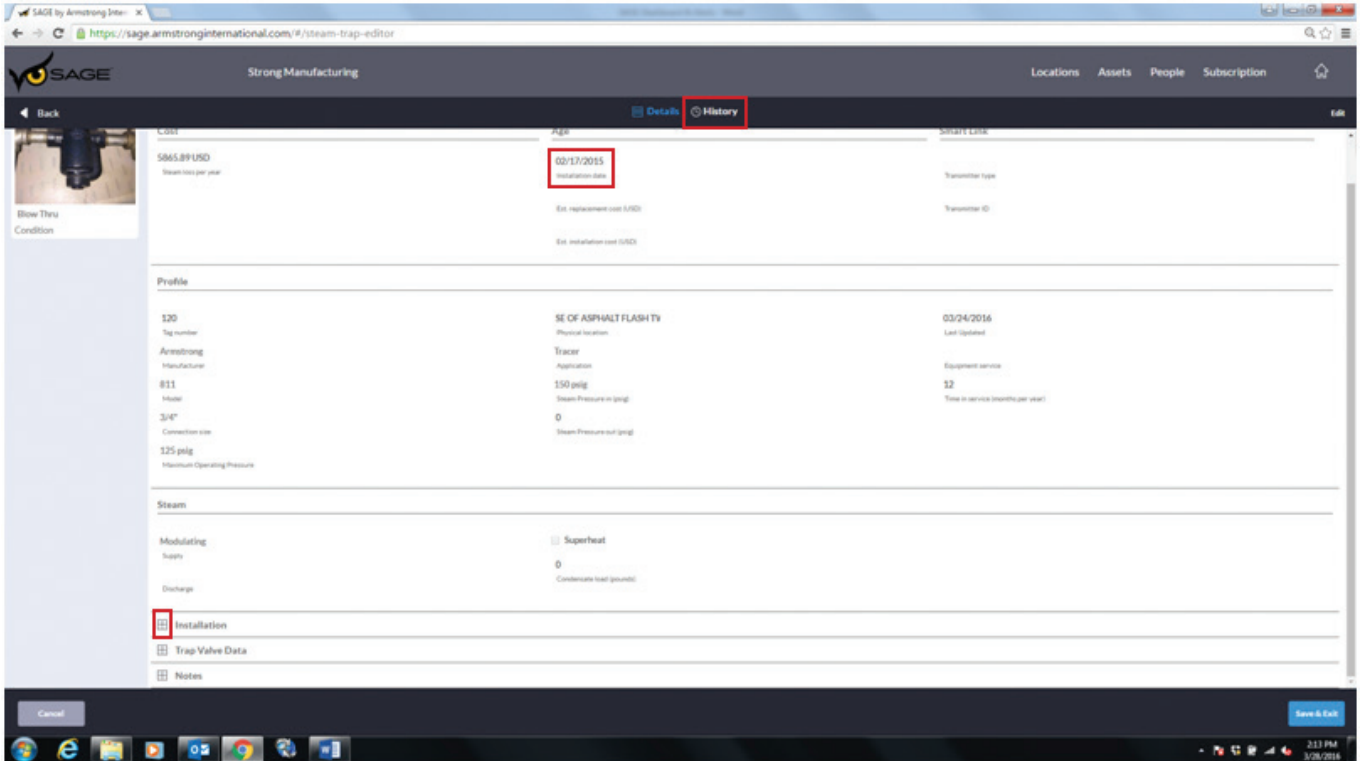 SAGE by Armstrong Inter
https://sage.armstronginternational.com/#/steam-trap-editor
SAGE
Strong Manufacturing
Locations Assets People Subscription
Back
Details
History
Edit
Cost Age Smart Link
5865.89 USD
Steam loss per year
02/17/2015
Installation date
Transmitter type
Est. replacement cost (USD)
Transmitter ID
Est. installation cost (USD)
Blow Thru
Condition
Profile
120 SE OF ASPHALT FLASH TV 03/24/2016
Tag number Physical location Last Updated
Armstrong Tracer
Manufacturer Application Equipment service
811 150 psig 12
Model Steam Pressure in (psig) Time in service (months per year)
3/4" 0
Connection size Steam Pressure out (psig)
125 psig
Maximum Operating Pressure
Steam
Modulating Superheat
Supply
0
Condensate load (pounds)
Discharge
Installation
Trap Valve Data
Notes
Cancel Save & Exit
2:13 PM
3/28/2016